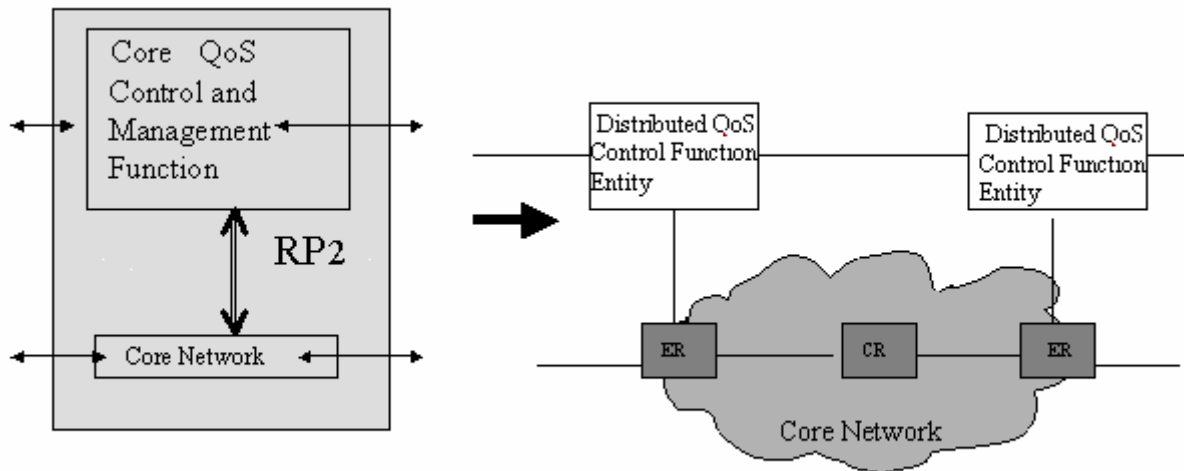 Core QoS
Control and
Management
Function
RP2
Core Network
Distributed QoS
Control Function
Entity
Distributed QoS
Control Function
Entity
ER
CR
ER
Core Network